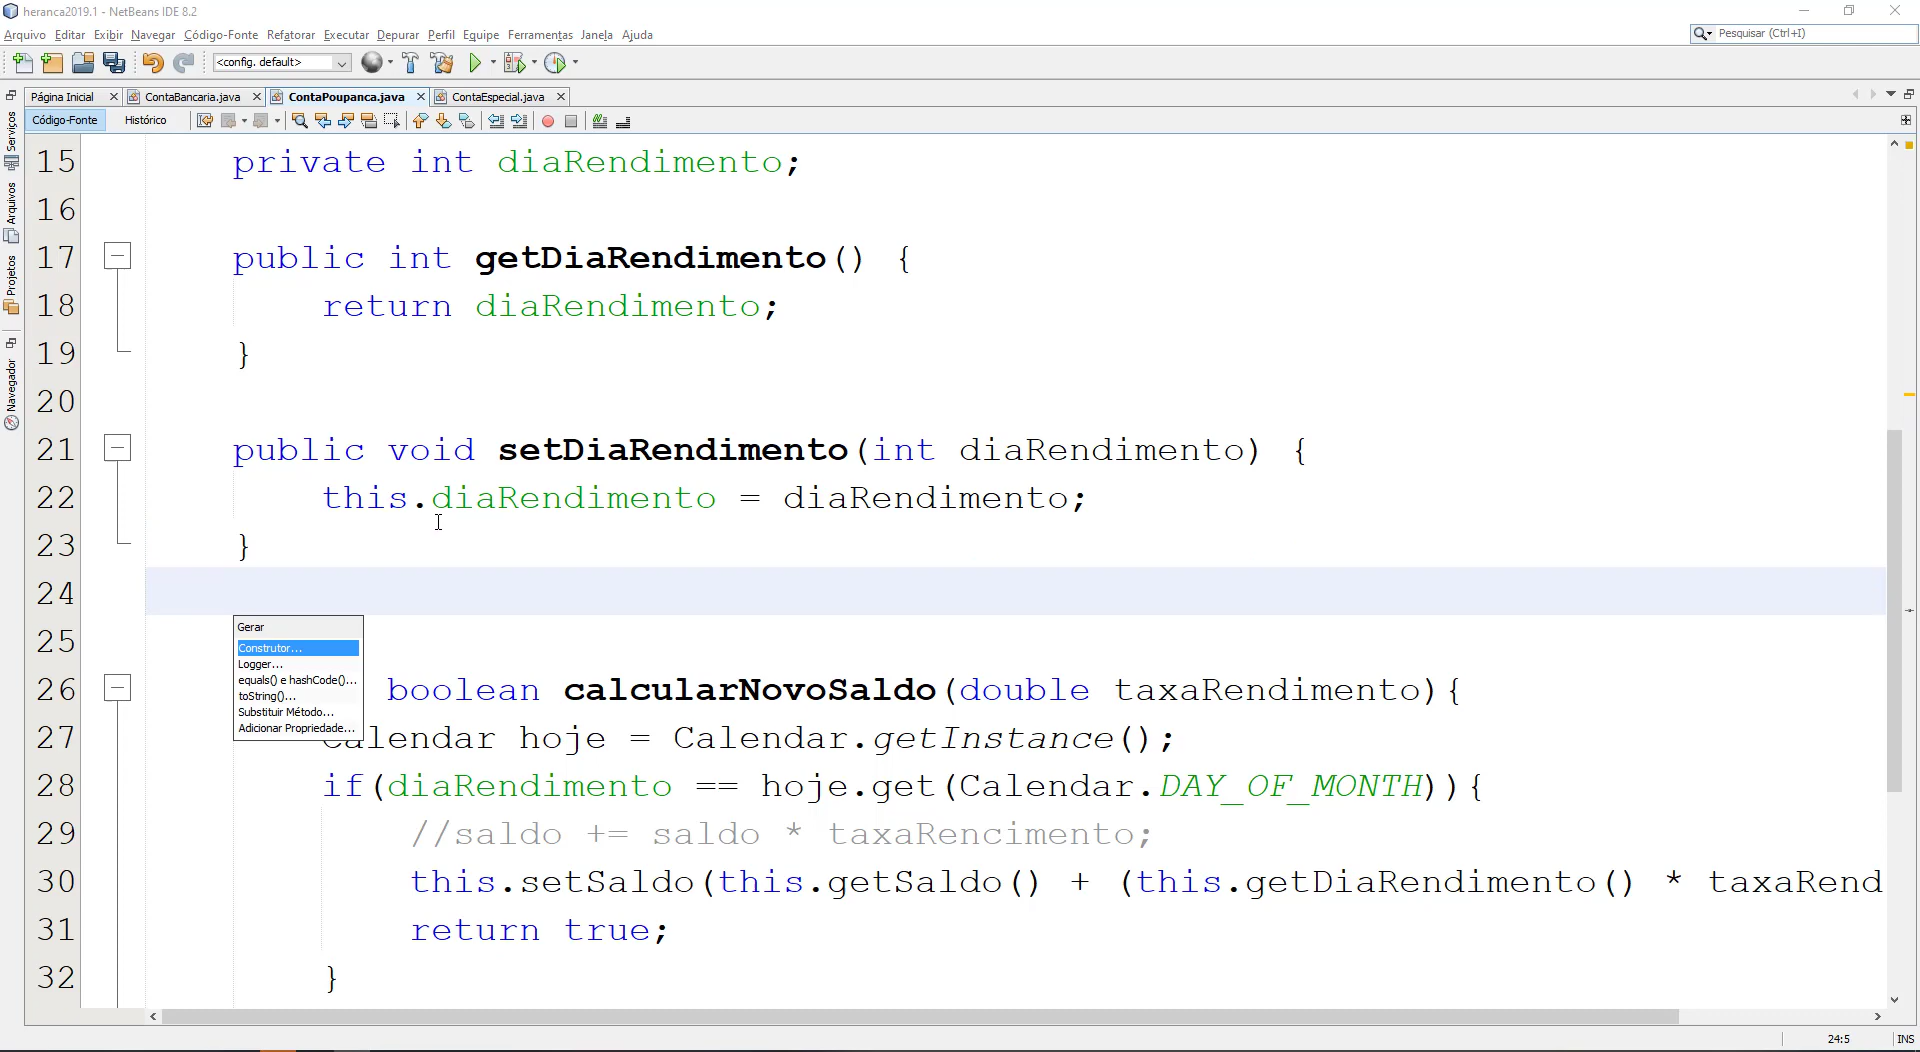 heranca2019.1 - NetBeans IDE 8.2
Arquivo Editar Exibir Navegar Código-Fonte Refatorar Executar Depurar Perfil Equipe Ferramentas Janela Ajuda
Pesquisar (Ctrl+I)
<config. default>
Página Inicial ContaBancaria.java ContaPoupanca.java ContaEspecial.java
Código-Fonte Histórico
Serviços
Arquivos
Projetos
Navegador
15 private int diaRendimento;
16
17 public int getDiaRendimento() {
18 return diaRendimento;
19 }
20
21 public void setDiaRendimento(int diaRendimento) {
22 this.diaRendimento = diaRendimento;
23 }
24
25
Gerar
Construtor...
Logger...
equals() e hashCode()...
toString()...
Substituir Método...
Adicionar Propriedade...
26 boolean calcularNovoSaldo(double taxaRendimento){
27 Calendar hoje = Calendar.getInstance();
28 if(diaRendimento == hoje.get(Calendar.DAY_OF_MONTH)){
29 //saldo += saldo * taxaRencimento;
30 this.setSaldo(this.getSaldo() + (this.getDiaRendimento() * taxaRend
31 return true;
32 }
24:5 INS